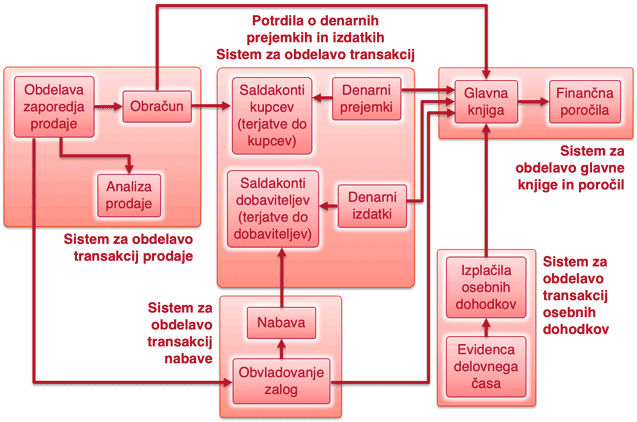 Potrdila o denarnih
prejemkih in izdatkih
Sistem za obdelavo transakcij
Obdelava
zaporedja
prodaje
Obračun
Analiza
prodaje
Sistem za obdelavo
transakcij prodaje
Saldakonti
kupcev
(terjatve do
kupcev)
Denarni
prejemki
Saldakonti
dobaviteljev
(terjatve do
dobaviteljev)
Denarni
izdatki
Glavna
knjiga
Finančna
poročila
Sistem za
obdelavo glavne
knjige in poročil
Sistem za
obdelavo
transakcij
nabave
Nabava
Obvladovanje
zalog
Izplačila
osebnih
dohodkov
Evidenca
delovnega
časa
Sistem za
obdelavo
transakcij
osebnih
dohodkov